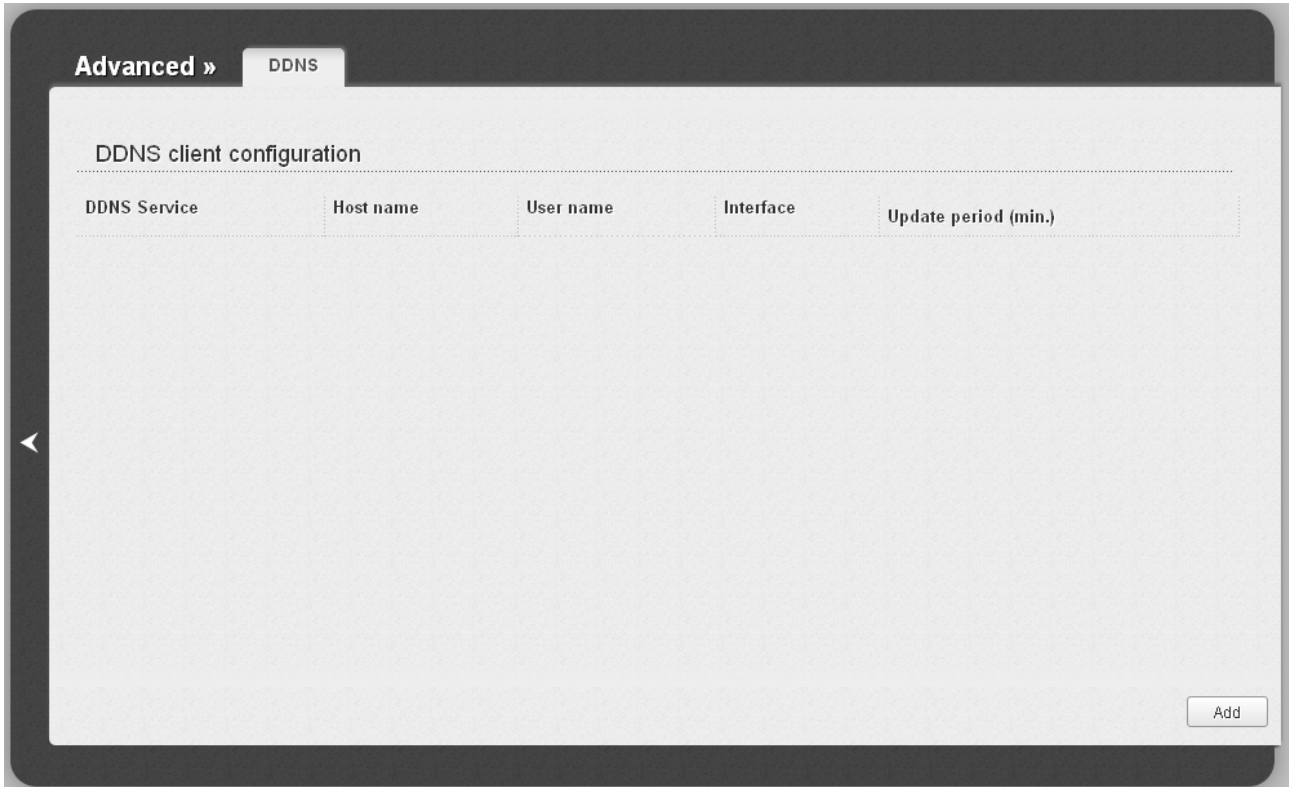 Advanced » DDNS
DDNS client configuration
DDNS Service Host name User name Interface Update period (min.)
Add